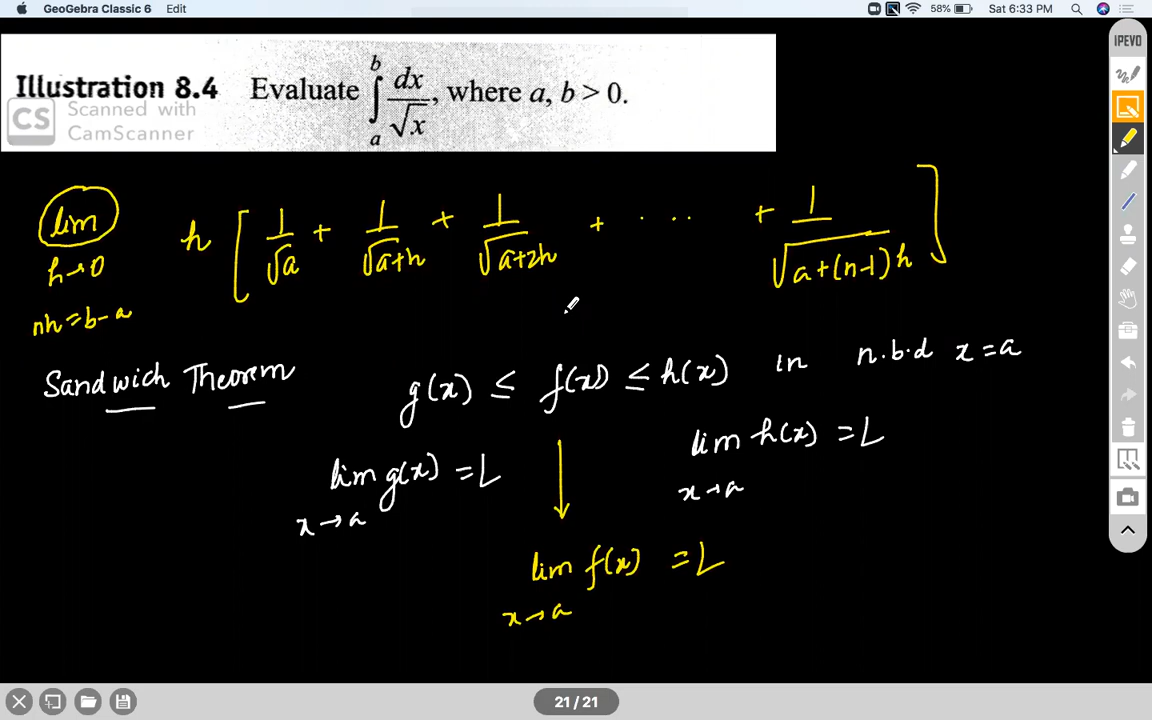 GeoGebra Classic 6 Edit 58% Sat 6:33 PM
IPEVO
Illustration 8.4 Evaluate ∫_a^b dx/√x, where a, b > 0.
CS Scanned with
CamScanner
lim h [ 1/√a + 1/√a+h + 1/√a+2h + ... + 1/√a+(n-1)h ]
h→0
nh = b-a
Sandwich Theorem g(x) ≤ f(x) ≤ h(x) in n.b.d x=a
lim g(x) = L lim h(x) = L
x→a x→a
lim f(x) = L
x→a
21 / 21